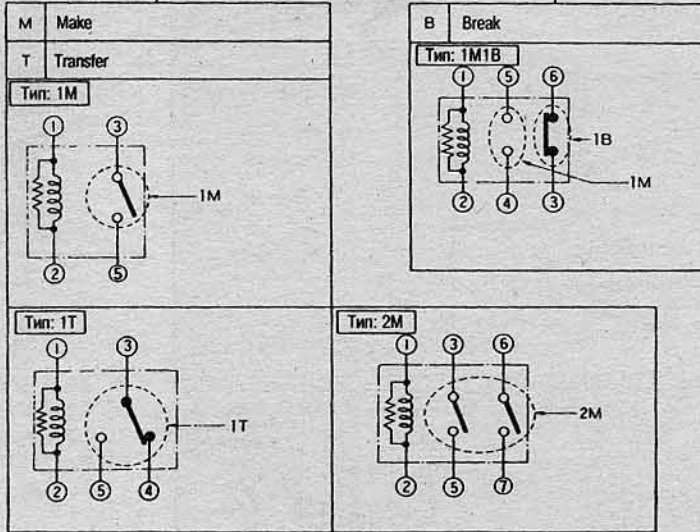 M Make
T Transfer
Тип: 1M
1 3
1M
2 5
B Break
Тип: 1M1B
1 5 6
1B
1M
2 4 3
Тип: 1T
1 3
1T
2 5 4
Тип: 2M
1 3 6
2M
2 5 7